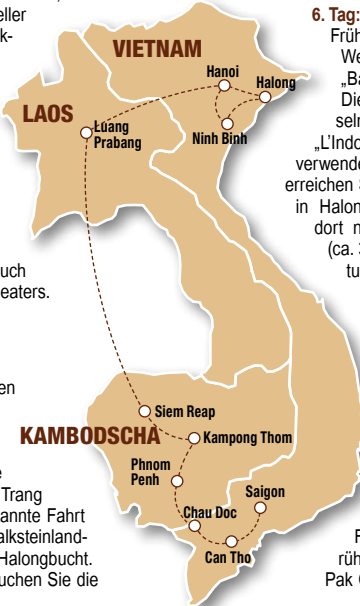 eller
k-
VIETNAM
Hanoi
Halong
LAOS
Luang
Prabang
Ninh Binh
6. Tag:
Früh
We
„Ba
Die
seln
„L'Indo
verwende
erreichen S
in Halon
dort m
(ca. 3
tu
uch
eaters.
en
Siem Reap
KAMBODSCHA
Kampong Thom
Phnom
Penh
Saigon
Chau Doc
Can Tho
e
Trang
annte Fahrt
alksteinland-
Halongbucht.
uchen Sie die
F
rüh
Pak